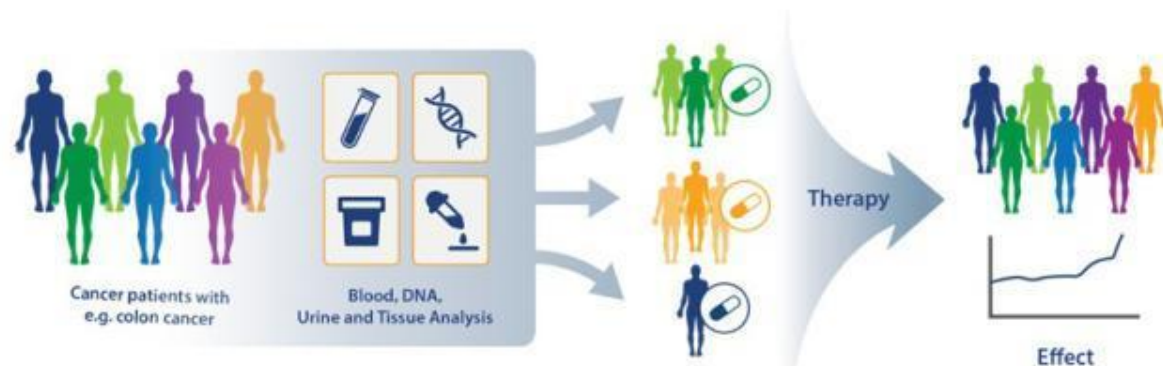 Cancer patients with
e.g. colon cancer
Blood, DNA,
Urine and Tissue Analysis
Therapy
Effect